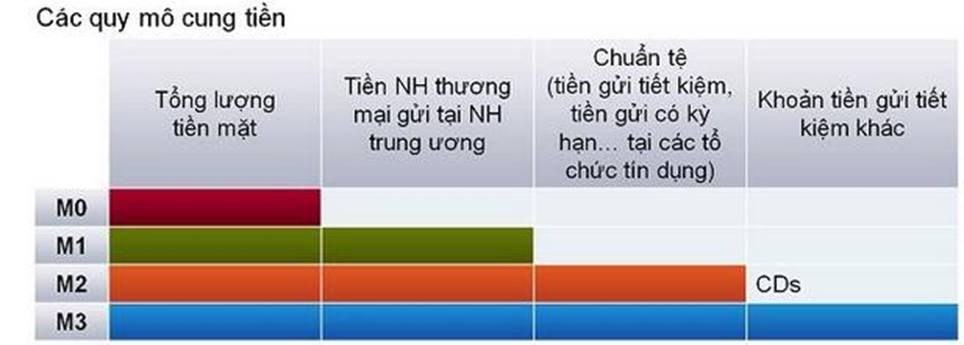 Các quy mô cung tiền
Tổng lượng
tiền mặt
Tiền NH thương
mại gửi tại NH
trung ương
Chuẩn tệ
(tiền gửi tiết kiệm,
tiền gửi có kỳ
hạn... tại các tổ
chức tín dụng)
Khoản tiền gửi tiết
kiệm khác
M0
M1
M2
CDs
M3